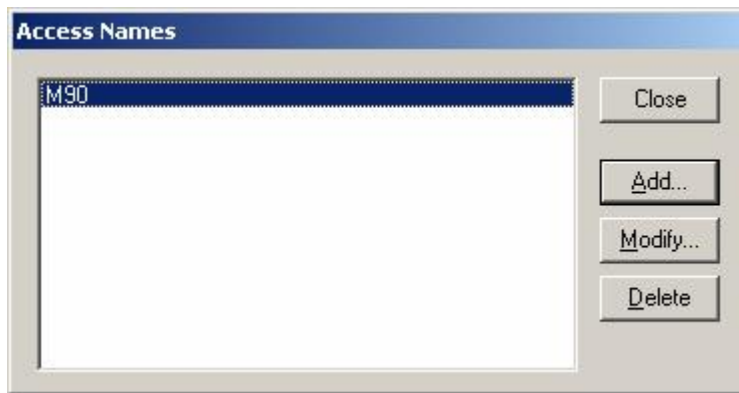 Access Names
M90
Close
Add...
Modify...
Delete